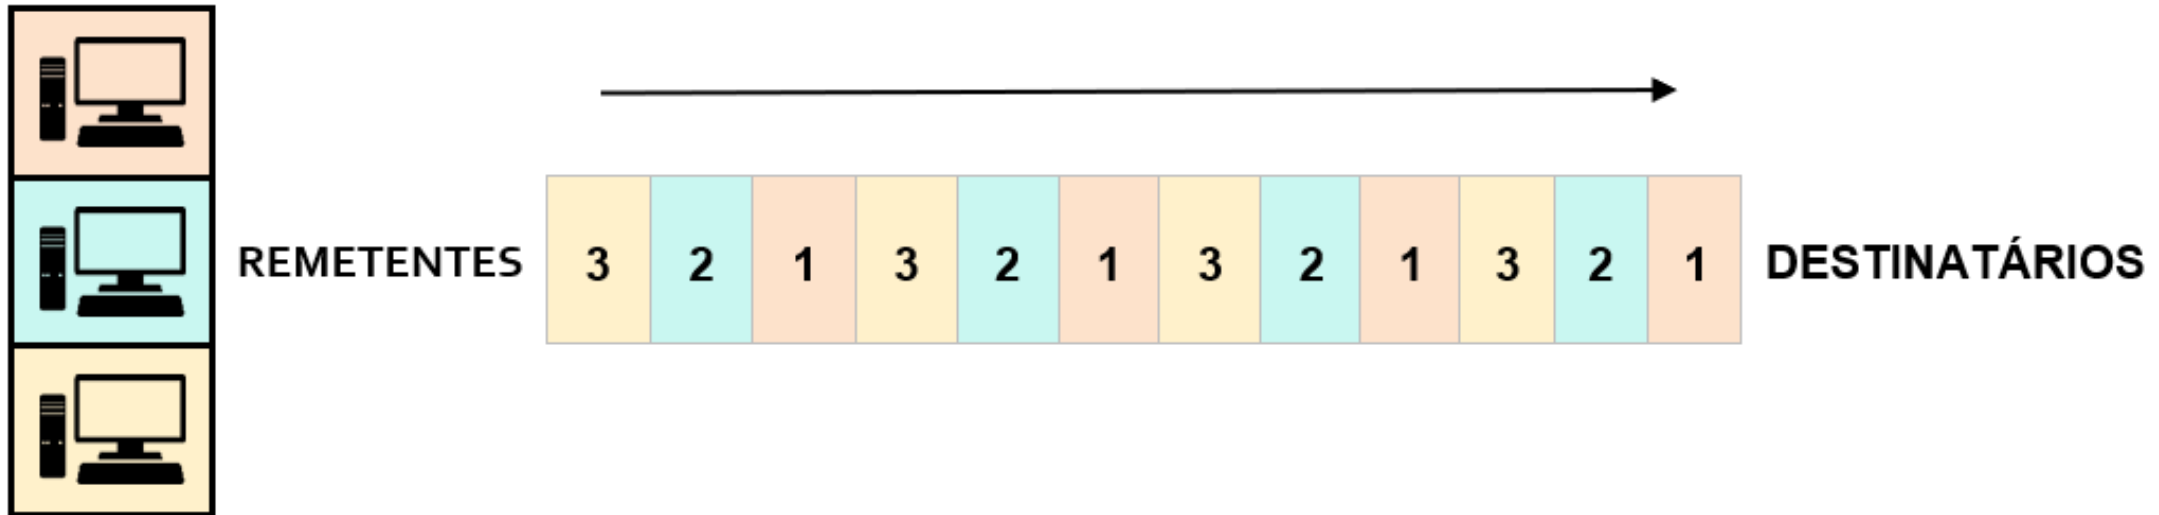 REMETENTES 3 2 1 3 2 1 3 2 1 3 2 1 DESTINATÁRIOS